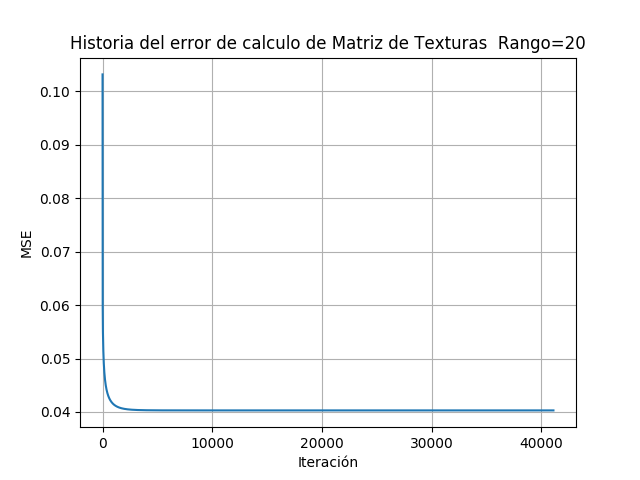 Historia del error de calculo de Matriz de Texturas  Rango=20
0.10
0.09
0.08
0.07
0.06
0.05
0.04
MSE
0 10000 20000 30000 40000
Iteración